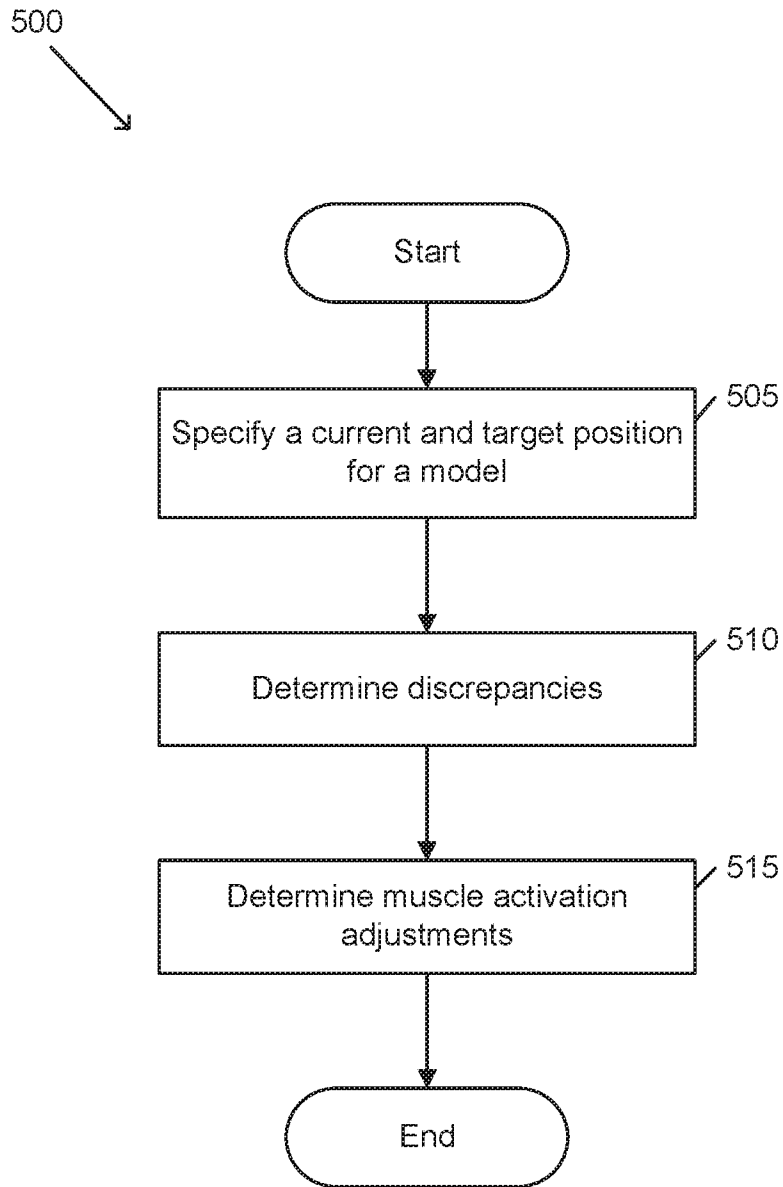 500
Start
505
Specify a current and target position
for a model
510
Determine discrepancies
515
Determine muscle activation
adjustments
End